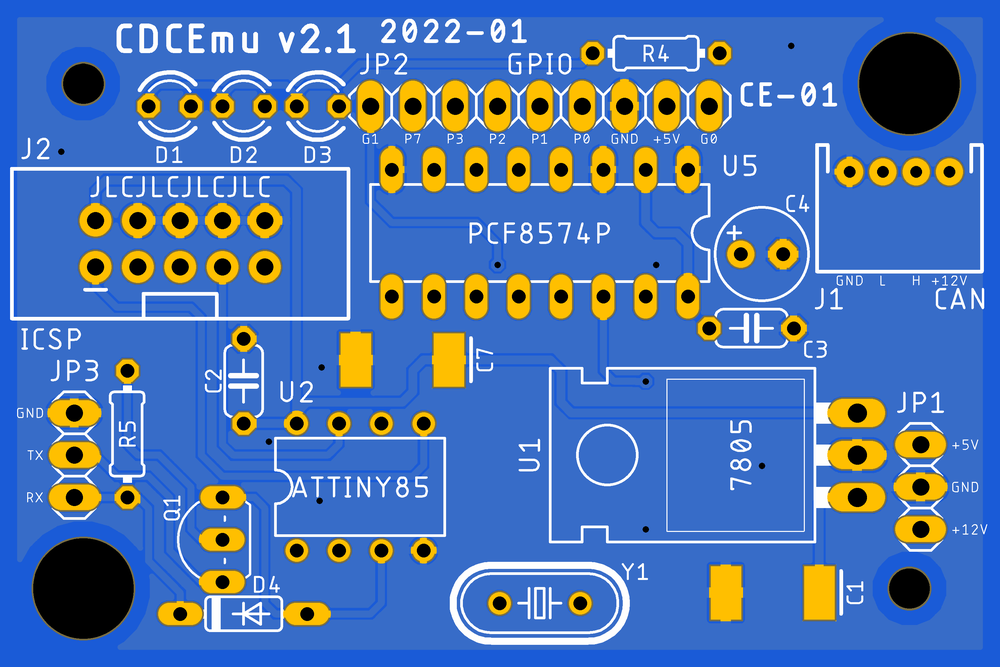 CDCEmu v2.1
2022-01
R4
JP2
GPIO
CE-01
G1 P7 P3 P2 P1 P0 GND +5V G0
D1 D2 D3
J2
U5
JLCJLCJLCJLC
PCF8574P
C4
+
GND L H +12V
J1
CAN
ICSP
C3
JP3
C2
C7
U2
JP1
GND
R5
U1
7805
+5V
TX
ATTINY85
GND
RX
Q1
+12V
D4
Y1
C1